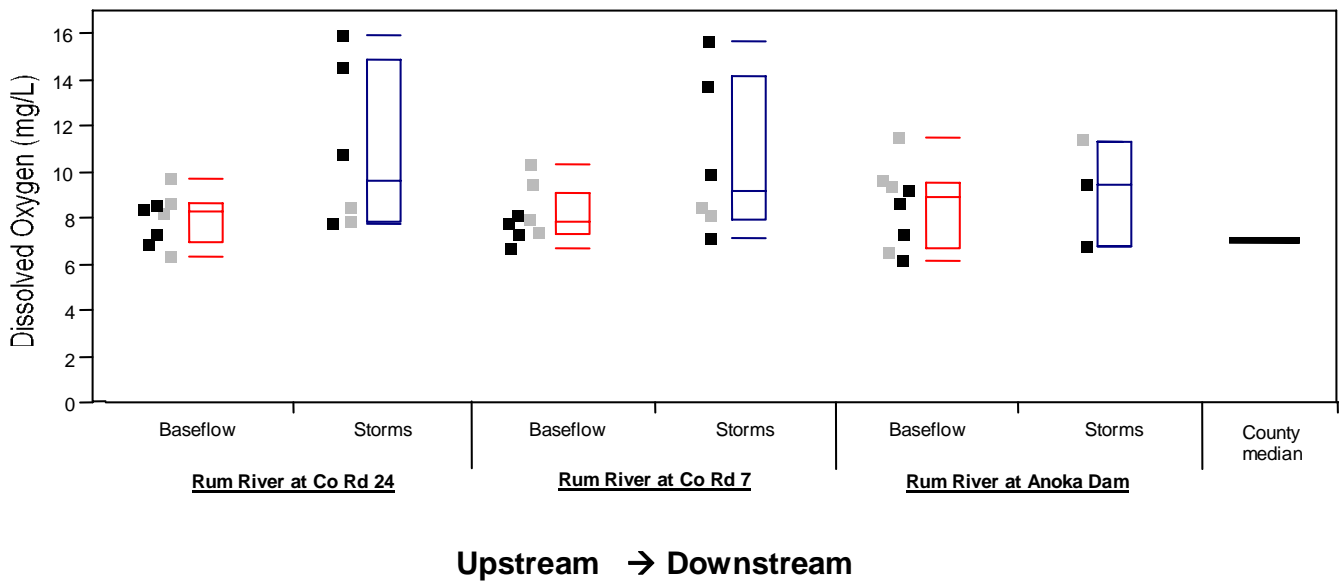 Dissolved Oxygen (mg/L)
16
14
12
10
8
6
4
2
0
Baseflow Storms Baseflow Storms Baseflow Storms County
median
Rum River at Co Rd 24 Rum River at Co Rd 7 Rum River at Anoka Dam
Upstream → Downstream